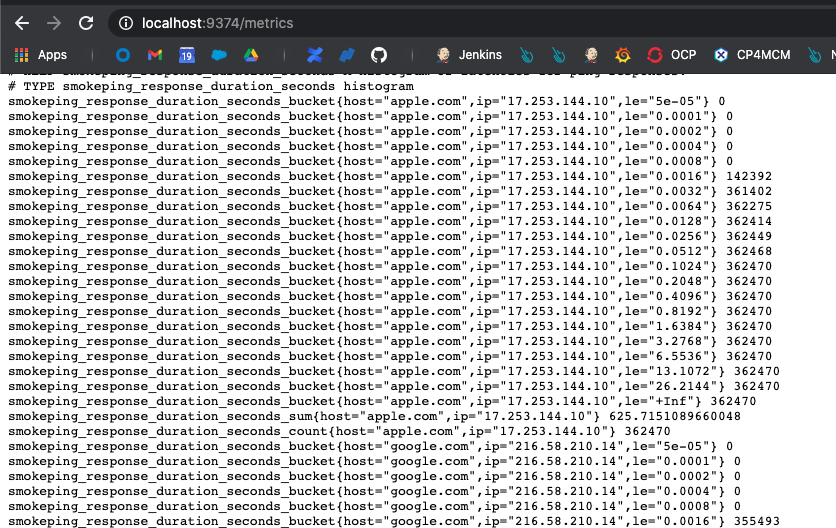 localhost:9374/metrics
Apps
19
Jenkins
OCP
CP4MCM
# TYPE smokeping_response_duration_seconds histogram
smokeping_response_duration_seconds_bucket{host="apple.com",ip="17.253.144.10",le="5e-05"} 0
smokeping_response_duration_seconds_bucket{host="apple.com",ip="17.253.144.10",le="0.0001"} 0
smokeping_response_duration_seconds_bucket{host="apple.com",ip="17.253.144.10",le="0.0002"} 0
smokeping_response_duration_seconds_bucket{host="apple.com",ip="17.253.144.10",le="0.0004"} 0
smokeping_response_duration_seconds_bucket{host="apple.com",ip="17.253.144.10",le="0.0008"} 0
smokeping_response_duration_seconds_bucket{host="apple.com",ip="17.253.144.10",le="0.0016"} 142392
smokeping_response_duration_seconds_bucket{host="apple.com",ip="17.253.144.10",le="0.0032"} 361402
smokeping_response_duration_seconds_bucket{host="apple.com",ip="17.253.144.10",le="0.0064"} 362275
smokeping_response_duration_seconds_bucket{host="apple.com",ip="17.253.144.10",le="0.0128"} 362414
smokeping_response_duration_seconds_bucket{host="apple.com",ip="17.253.144.10",le="0.0256"} 362449
smokeping_response_duration_seconds_bucket{host="apple.com",ip="17.253.144.10",le="0.0512"} 362468
smokeping_response_duration_seconds_bucket{host="apple.com",ip="17.253.144.10",le="0.1024"} 362470
smokeping_response_duration_seconds_bucket{host="apple.com",ip="17.253.144.10",le="0.2048"} 362470
smokeping_response_duration_seconds_bucket{host="apple.com",ip="17.253.144.10",le="0.4096"} 362470
smokeping_response_duration_seconds_bucket{host="apple.com",ip="17.253.144.10",le="0.8192"} 362470
smokeping_response_duration_seconds_bucket{host="apple.com",ip="17.253.144.10",le="1.6384"} 362470
smokeping_response_duration_seconds_bucket{host="apple.com",ip="17.253.144.10",le="3.2768"} 362470
smokeping_response_duration_seconds_bucket{host="apple.com",ip="17.253.144.10",le="6.5536"} 362470
smokeping_response_duration_seconds_bucket{host="apple.com",ip="17.253.144.10",le="13.1072"} 362470
smokeping_response_duration_seconds_bucket{host="apple.com",ip="17.253.144.10",le="26.2144"} 362470
smokeping_response_duration_seconds_bucket{host="apple.com",ip="17.253.144.10",le="+Inf"} 362470
smokeping_response_duration_seconds_sum{host="apple.com",ip="17.253.144.10"} 625.7151089660048
smokeping_response_duration_seconds_count{host="apple.com",ip="17.253.144.10"} 362470
smokeping_response_duration_seconds_bucket{host="google.com",ip="216.58.210.14",le="5e-05"} 0
smokeping_response_duration_seconds_bucket{host="google.com",ip="216.58.210.14",le="0.0001"} 0
smokeping_response_duration_seconds_bucket{host="google.com",ip="216.58.210.14",le="0.0002"} 0
smokeping_response_duration_seconds_bucket{host="google.com",ip="216.58.210.14",le="0.0004"} 0
smokeping_response_duration_seconds_bucket{host="google.com",ip="216.58.210.14",le="0.0008"} 0
smokeping_response_duration_seconds_bucket{host="google.com",ip="216.58.210.14",le="0.0016"} 355493